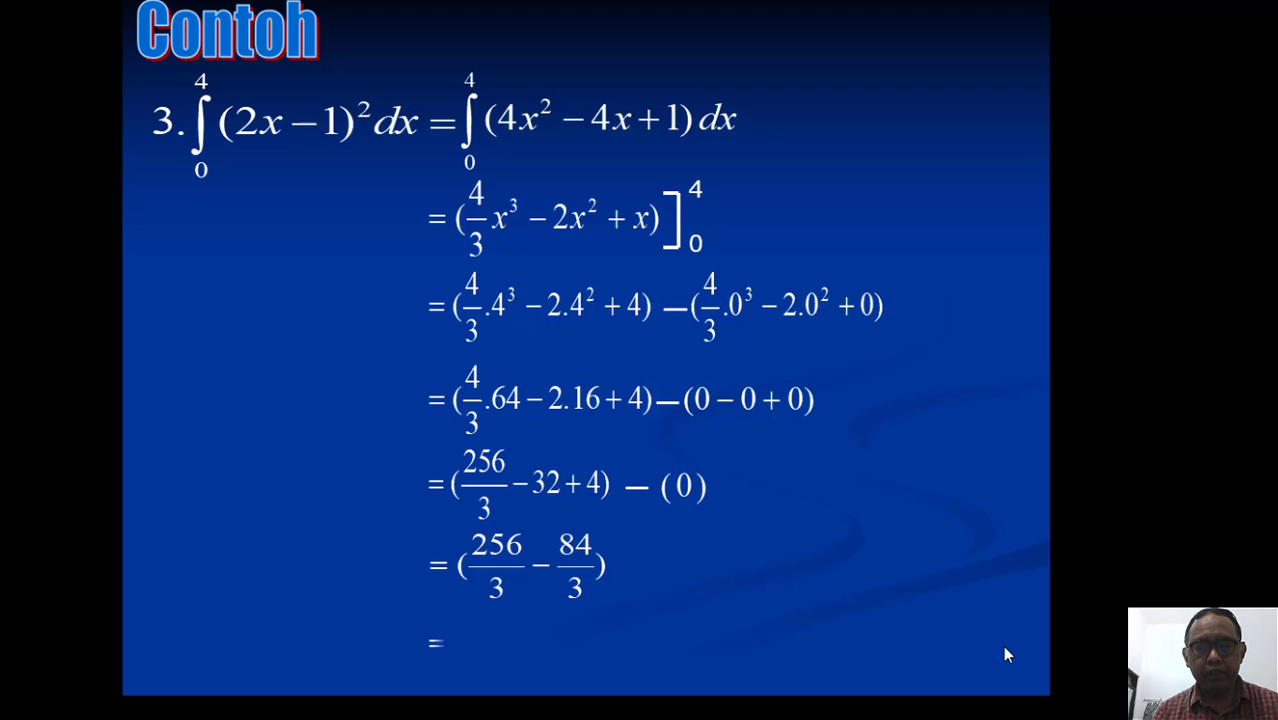 Contoh
3. ∫₀⁴ (2x − 1)² dx = ∫₀⁴ (4x² − 4x + 1) dx
= (4/3 x³ − 2x² + x) ]₀⁴
= (4/3 .4³ − 2.4² + 4) − (4/3 .0³ − 2.0² + 0)
= (4/3 .64 − 2.16 + 4) − (0 − 0 + 0)
= (256/3 − 32 + 4) − (0)
= (256/3 − 84/3)
=